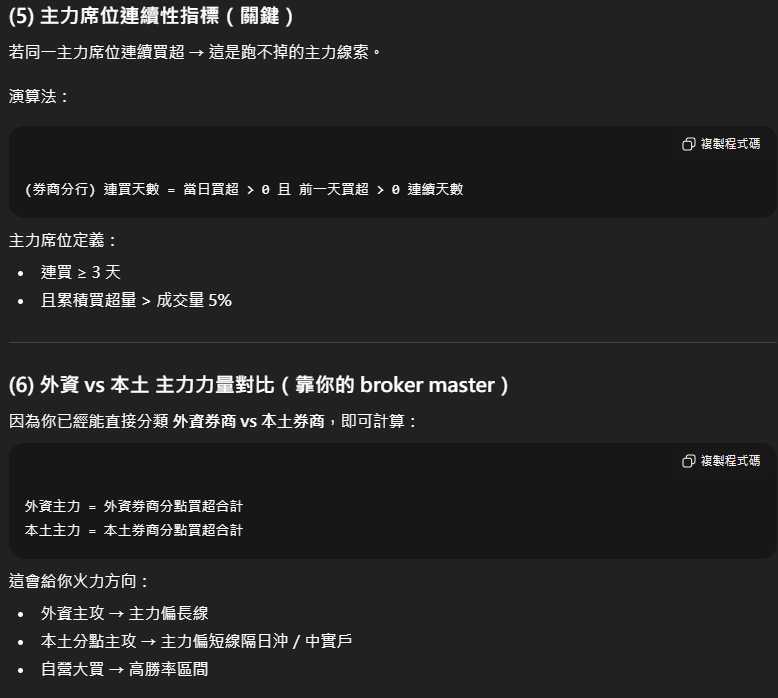 (5) 主力席位連續性指標（關鍵）
若同一主力席位連續買超 → 這是跑不掉的主力線索。
演算法：
複製程式碼
(券商分行) 連買天數 = 當日買超 > 0 且 前一天買超 > 0 連續天數
主力席位定義：
• 連買 ≥ 3 天
• 且累積買超量 > 成交量 5%
(6) 外資 vs 本土 主力力量對比（靠你的 broker master）
因為你已經能直接分類 外資券商 vs 本土券商，即可計算：
複製程式碼
外資主力 = 外資券商分點買超合計
本土主力 = 本土券商分點買超合計
這會給你火力方向：
• 外資主攻 → 主力偏長線
• 本土分點主攻 → 主力偏短線隔日沖 / 中實戶
• 自營大買 → 高勝率區間